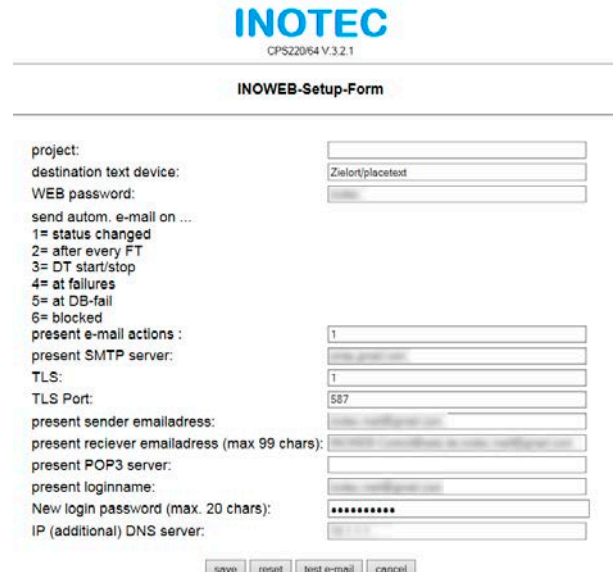 INOTEC
CPS220/64 V.3.2.1
INOWEB-Setup-Form
project:
destination text device: Zielort/placetext
WEB password:
send autom. e-mail on ...
1= status changed
2= after every FT
3= DT start/stop
4= at failures
5= at DB-fail
6= blocked
present e-mail actions : 1
present SMTP server:
TLS: 1
TLS Port: 587
present sender emailadress:
present reciever emailadress (max 99 chars):
present POP3 server:
present loginname:
New login password (max. 20 chars): ●●●●●●●●●●
IP (additional) DNS server:
save reset test e-mail cancel